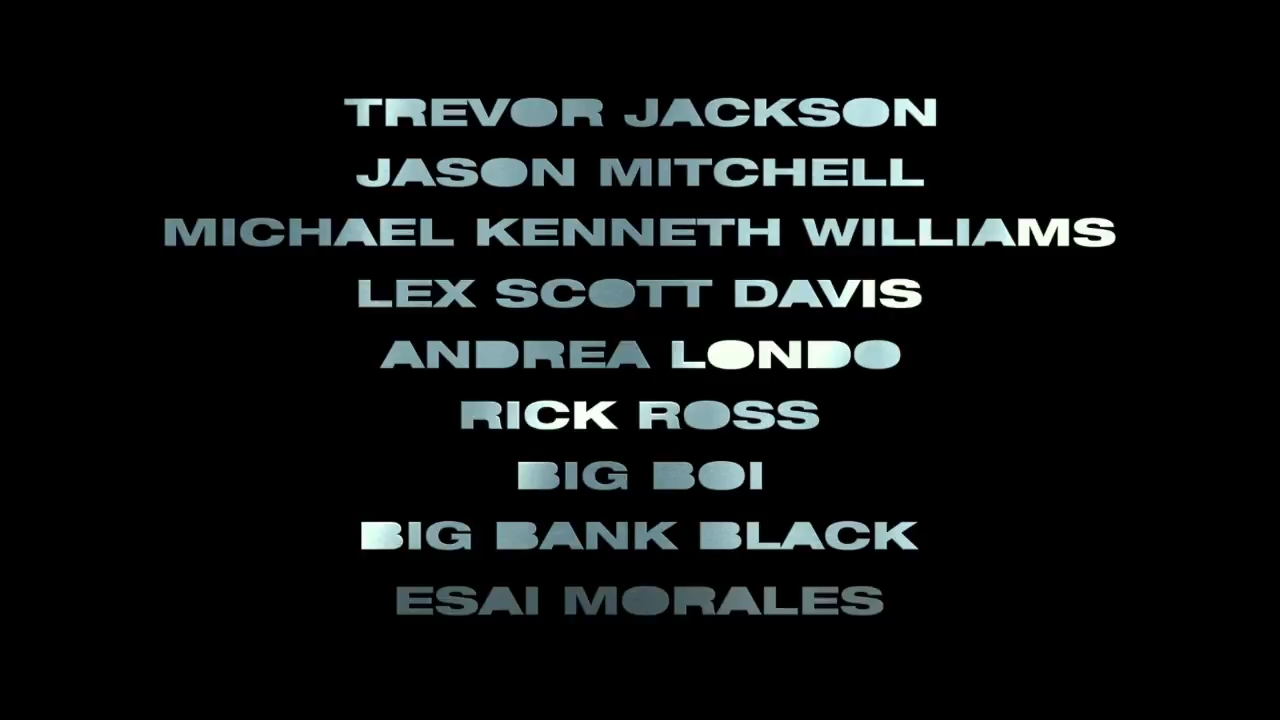 TREVOR JACKSON
JASON MITCHELL
MICHAEL KENNETH WILLIAMS
LEX SCOTT DAVIS
ANDREA LONDO
RICK ROSS
BIG BOI
BIG BANK BLACK
ESAI MORALES